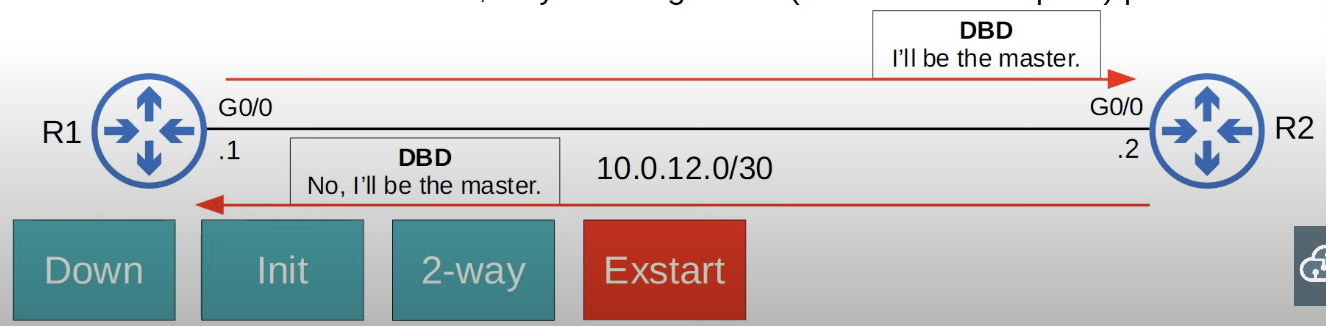 DBD
I'll be the master.
G0/0
G0/0
R1
R2
.1
.2
DBD
No, I'll be the master.
10.0.12.0/30
Down
Init
2-way
Exstart